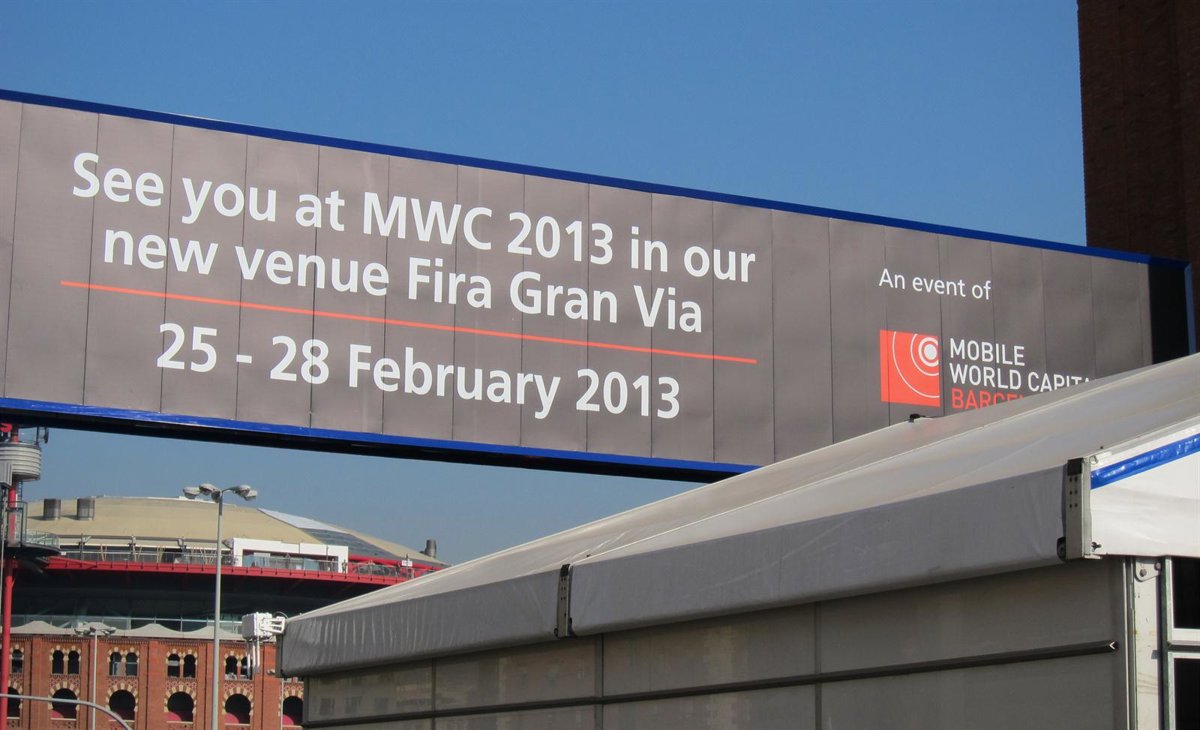 See you at MWC 2013 in our
new venue Fira Gran Via
25 - 28 February 2013
An event of
MOBILE
WORLD